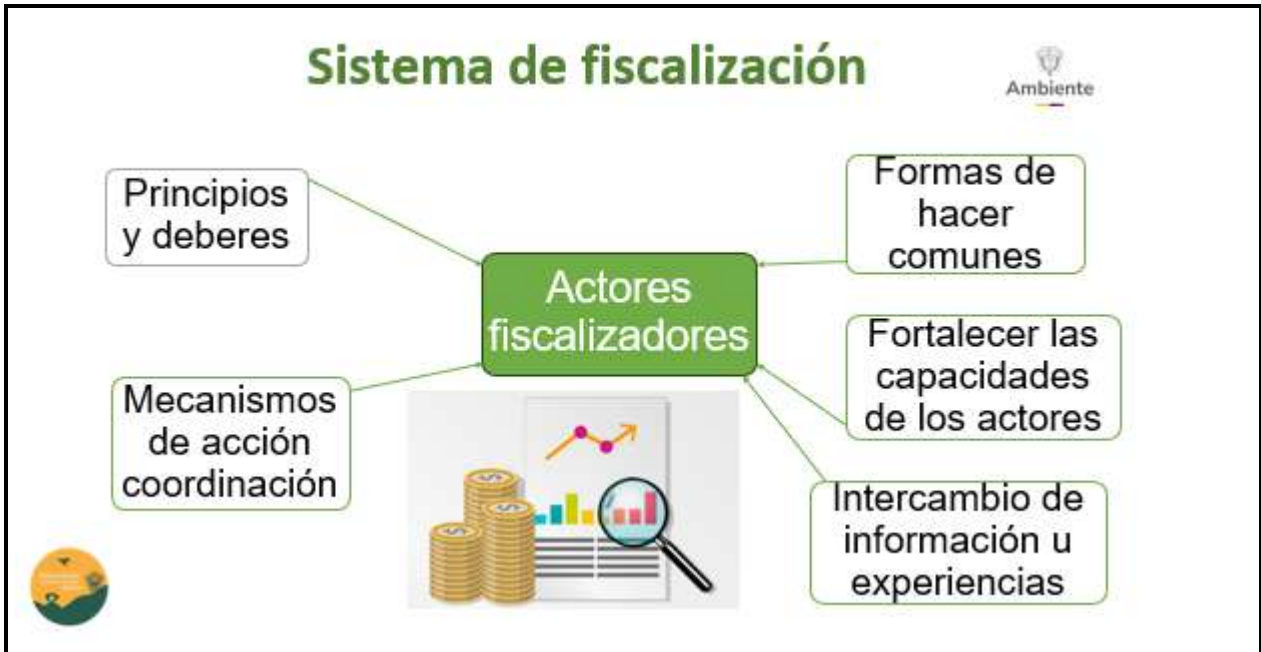 Sistema de fiscalización
Ambiente
Principios
y deberes
Mecanismos
de acción
coordinación
Actores
fiscalizadores
Formas de
hacer
comunes
Fortalecer las
capacidades
de los actores
Intercambio de
información u
experiencias